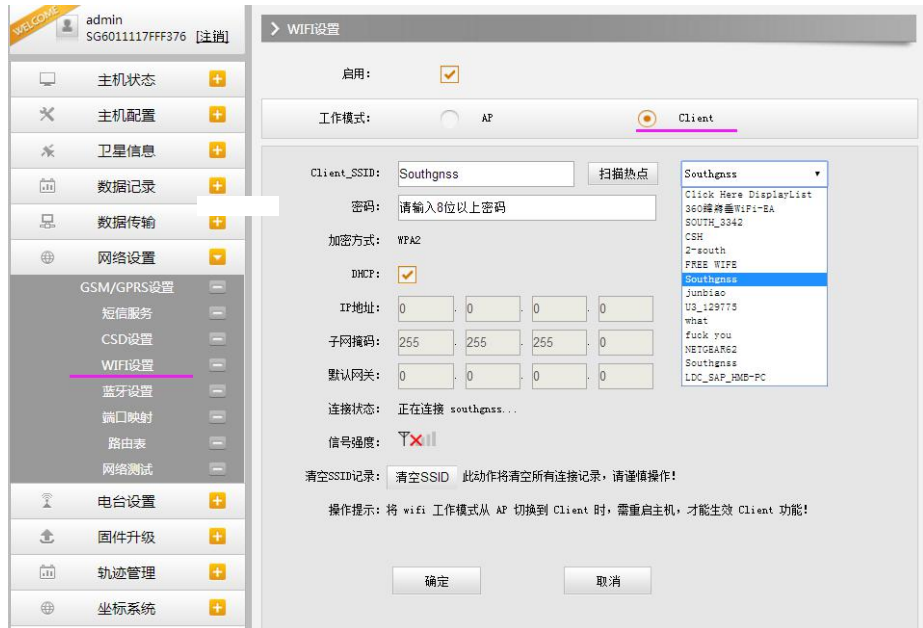 WELCOME
admin
SG6011117FFF376 [注销]
主机状态
主机配置
卫星信息
数据记录
数据传输
网络设置
GSM/GPRS设置
短信服务
CSD设置
WIFI设置
蓝牙设置
端口映射
路由表
网络测试
电台设置
固件升级
轨迹管理
坐标系统
WIFI设置
启用：
工作模式： AP Client
Client_SSID: Southgnss 扫描热点 Southgnss
密码： 请输入8位以上密码
加密方式： WPA2
DHCP:
IP地址： 0 . 0 . 0 . 0
子网掩码： 255 . 255 . 255 . 0
默认网关： 0 . 0 . 0 . 0
连接状态： 正在连接 southgnss...
信号强度：
清空SSID记录： 清空SSID 此动作将清空所有连接记录，请谨慎操作！
操作提示：将 wifi 工作模式从 AP 切换到 Client 时，需重启主机，才能生效 Client 功能！
确定 取消
Click Here DisplayList
WiFi-EA
SOUTH_3342
CSH
2-south
FREE WIFE
Southgnss
junbiao
U3_129775
what
fuck you
NETGEAR62
Southgnss
LDC_SAP_HMB-PC